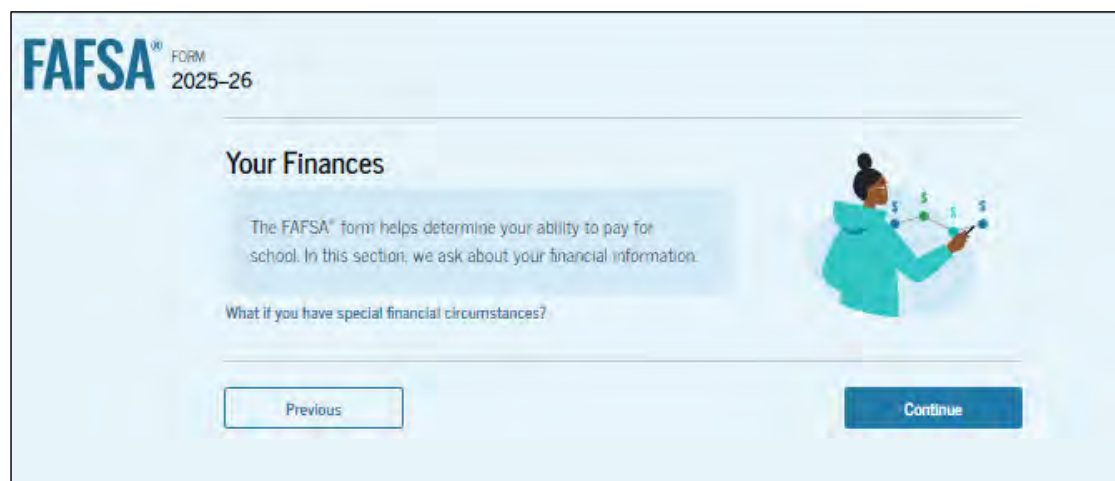 FAFSA® FORM
2025–26
Your Finances
The FAFSA® form helps determine your ability to pay for
school. In this section, we ask about your financial information.
What if you have special financial circumstances?
$ $ $ $
Previous
Continue